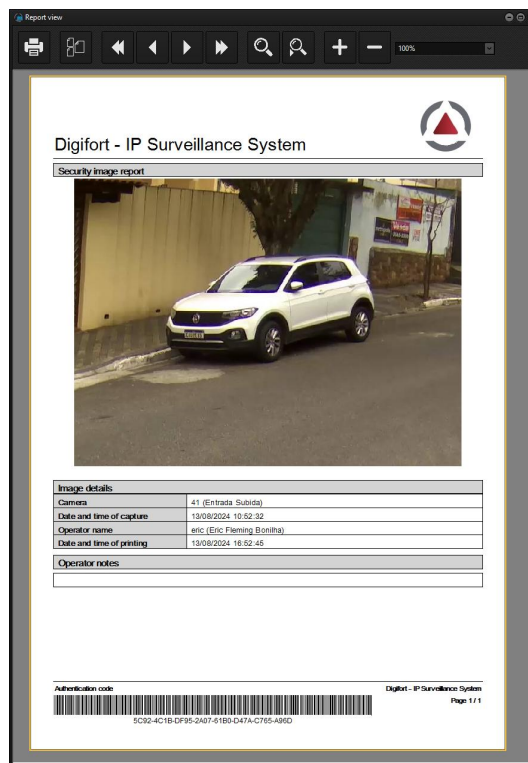 Report view
100%
Digifort - IP Surveillance System
Security image report
Image details
Camera 41 (Entrada Subida)
Date and time of capture 13/08/2024 10:52:32
Operator name eric (Eric Fleming Bonilha)
Date and time of printing 13/08/2024 16:52:45
Operator notes
Authentication code Digifort - IP Surveillance System
Page 1 / 1
5C92-4C1B-DF95-2A07-61B0-D47A-C765-A96D